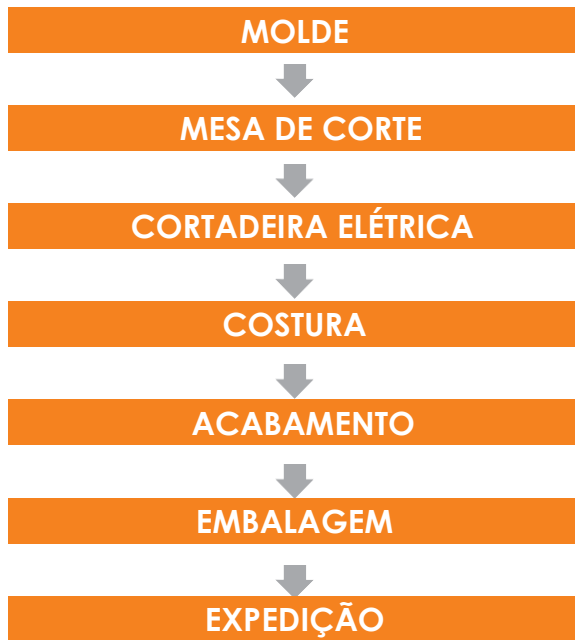 MOLDE
MESA DE CORTE
CORTADEIRA ELÉTRICA
COSTURA
ACABAMENTO
EMBALAGEM
EXPEDIÇÃO